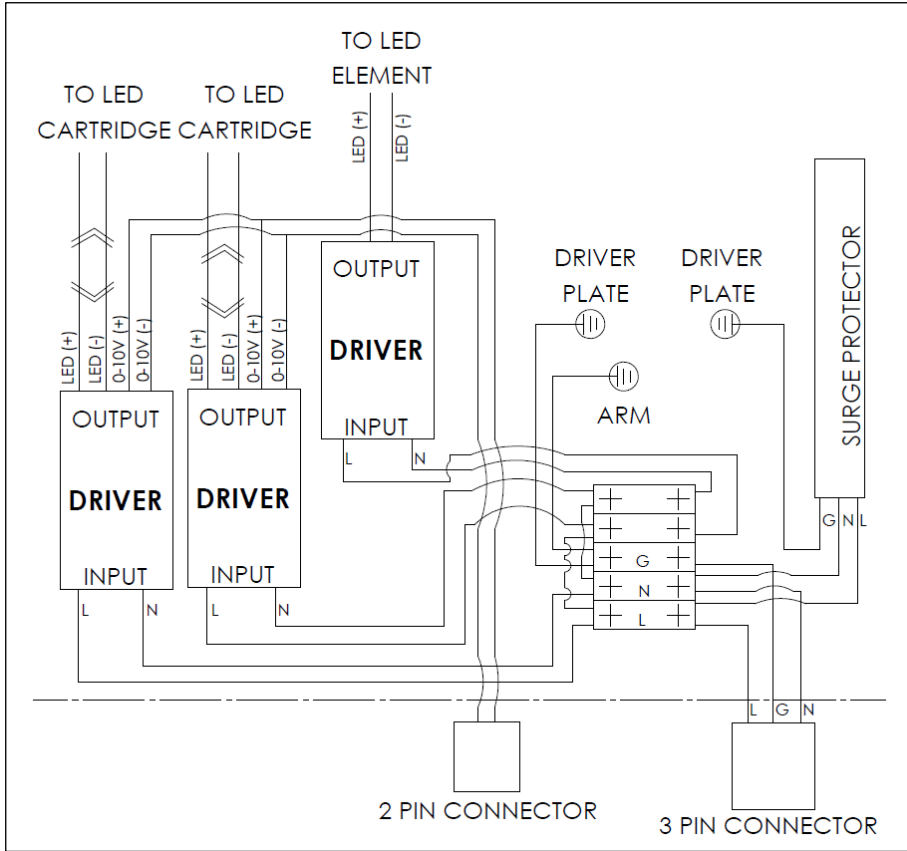 TO LED
ELEMENT
TO LED
CARTRIDGE
TO LED
CARTRIDGE
LED (+)
LED (-)
SURGE PROTECTOR
DRIVER
PLATE
DRIVER
PLATE
OUTPUT
DRIVER
INPUT
L
N
LED (+)
LED (-)
0-10V (+)
0-10V (-)
LED (+)
LED (-)
0-10V (+)
0-10V (-)
ARM
OUTPUT
DRIVER
INPUT
L
N
OUTPUT
DRIVER
INPUT
L
N
G N L
G
N
L
L G N
2 PIN CONNECTOR
3 PIN CONNECTOR